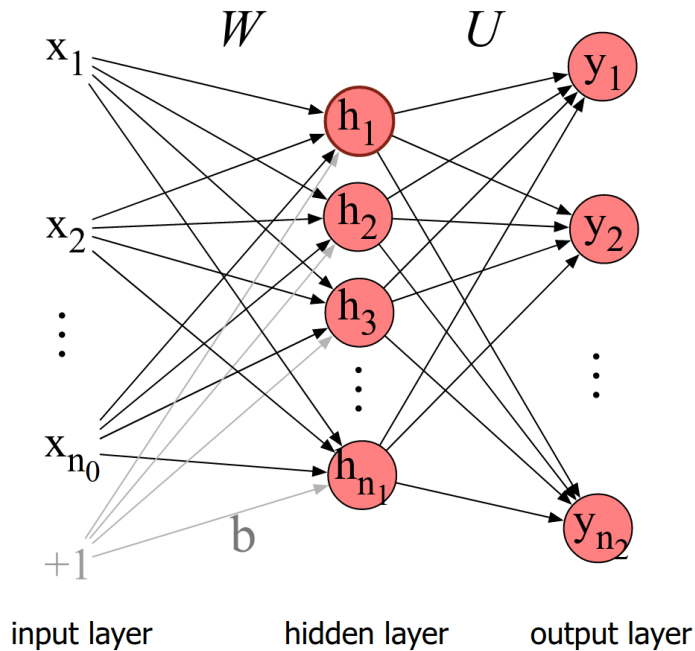 W U
x1 h1 y1
x2 h2 y2
h3
xn0 hn1 yn2
+1 b
input layer hidden layer output layer